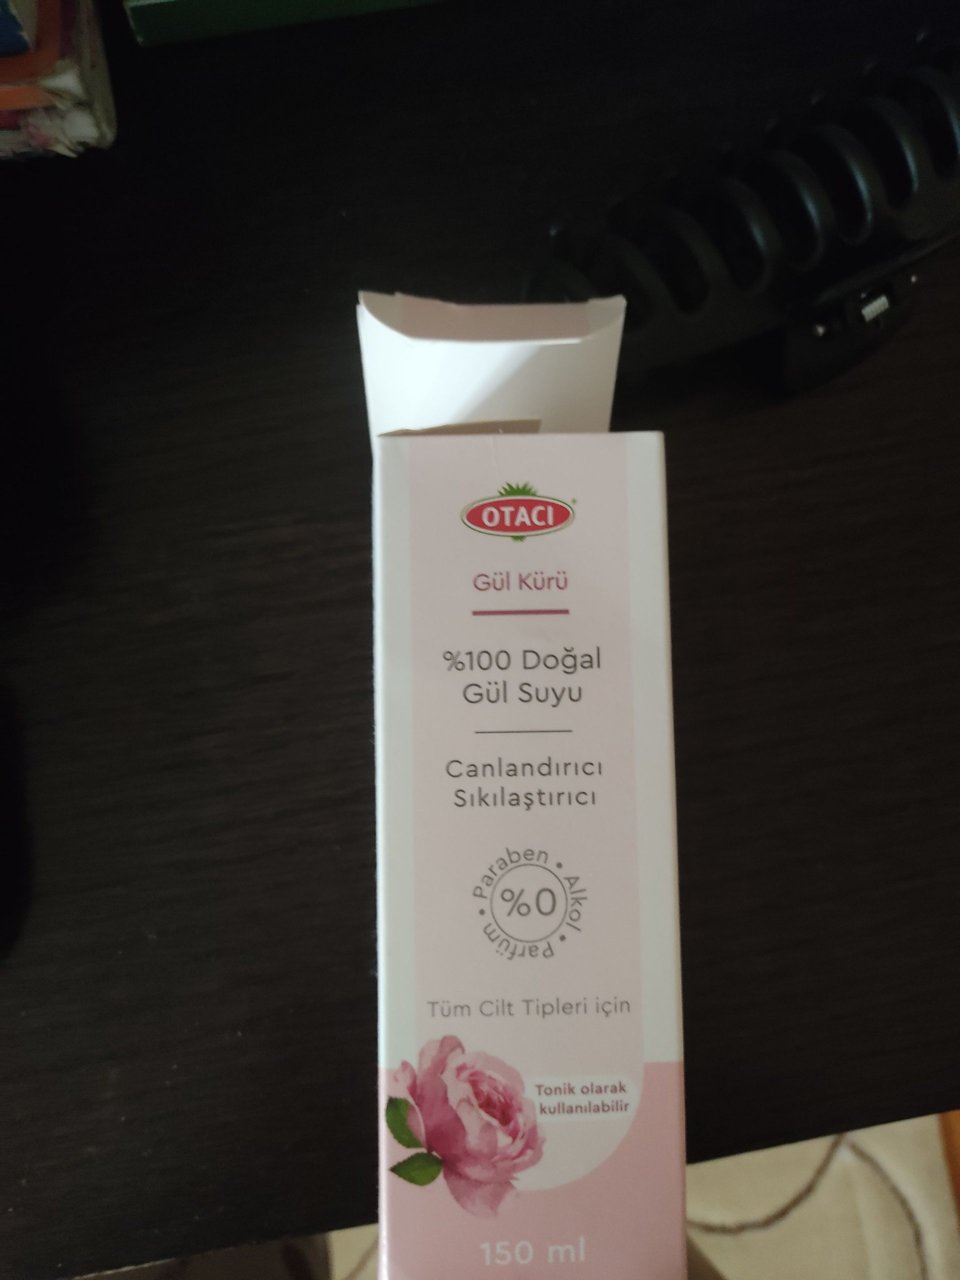 OTACI
Gül Kürü
%100 Doğal
Gül Suyu
Canlandırıcı
Sıkılaştırıcı
Paraben • Alkol • Parfüm •
%0
Tüm Cilt Tipleri için
Tonik olarak
kullanılabilir
150 ml